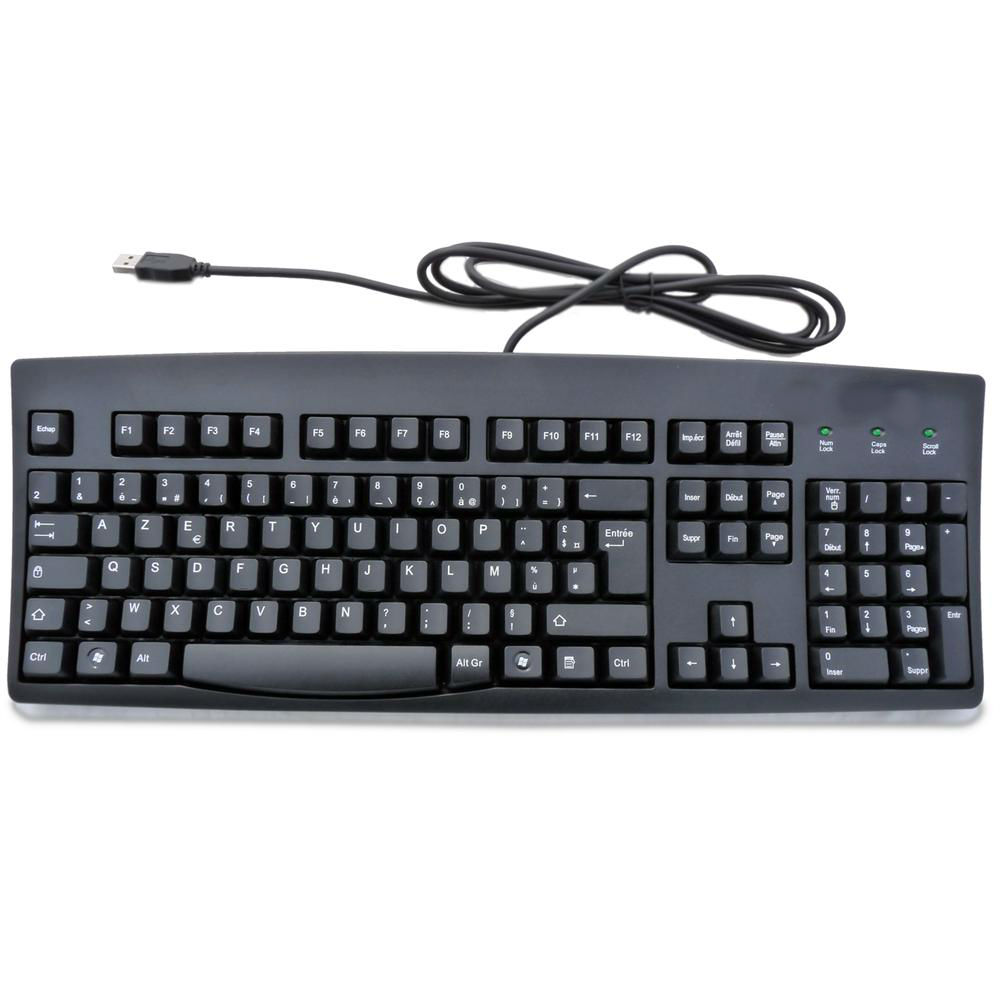 Echap F1 F2 F3 F4 F5 F6 F7 F8 F9 F10 F11 F12 Imp.écr Arrêt Défil Pause Attn
Num Lock Caps Lock Scroll Lock
1 2 3 4 5 6 7 8 9 0 ° +
2 & é ~ " # ' { ( [ - | è ` _ \ ç ^ à @ ) ] = } ←
Inser Début Page ▲ Verr. num / * -
A Z E R T Y U I O P ¨ £
€ ^ $ ¤ Entrée
Suppr Fin Page ▼ 7 Début 8 ↑ 9 Page▲ +
Q S D F G H J K L M % µ
ù *
4 ← 5 6 →
> W X C V B N ? . / §
< , ; : !
↑ 1 Fin 2 ↓ 3 Page▼ Entr
Ctrl Alt Alt Gr Ctrl ← ↓ → 0 Inser . Suppr